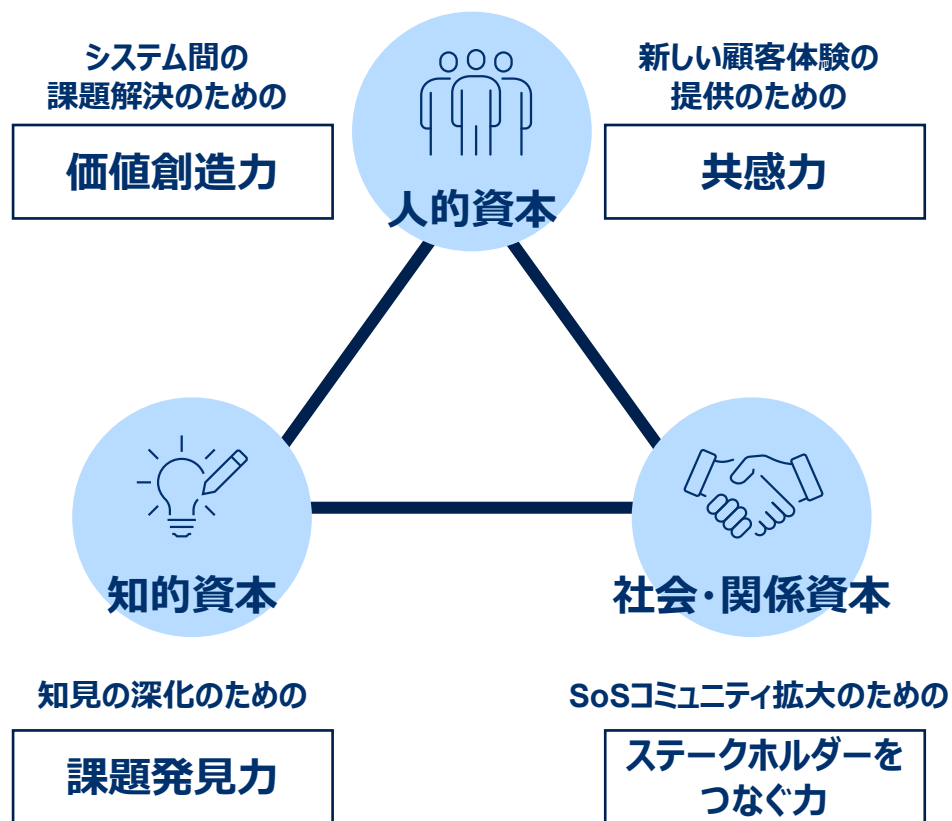 システム間の
課題解決のための
価値創造力
新しい顧客体験の
提供のための
共感力
人的資本
知的資本
社会・関係資本
知見の深化のための
課題発見力
SoSコミュニティ拡大のための
ステークホルダーを
つなぐ力